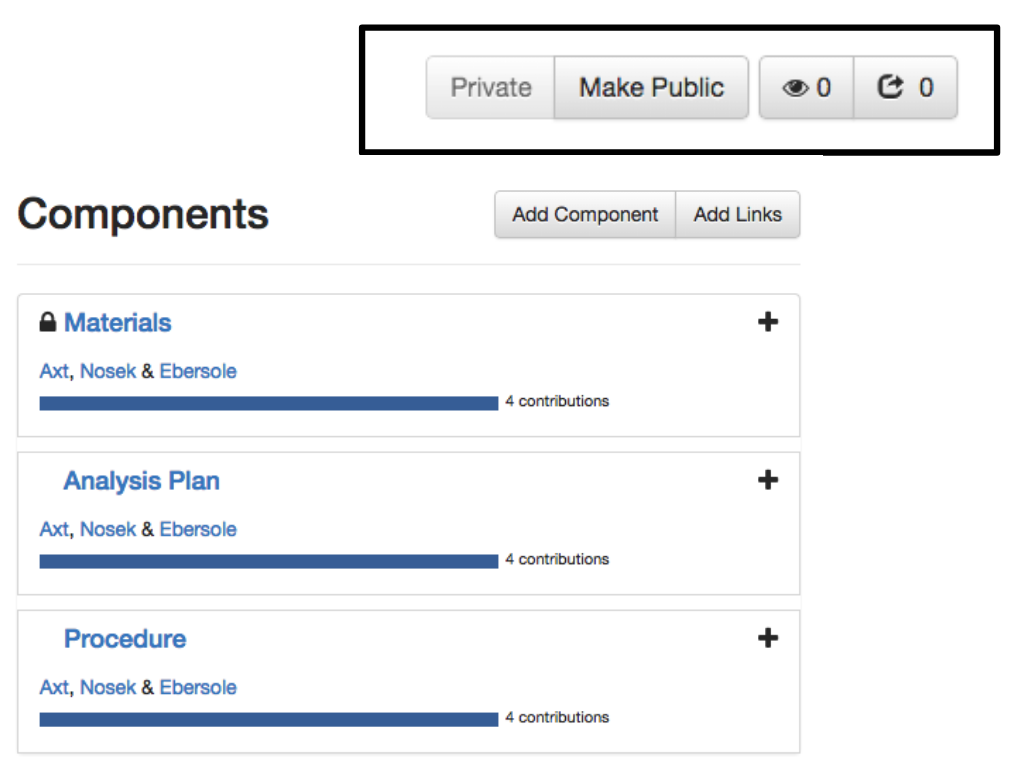 Private Make Public 0 0
Components Add Component Add Links
Materials
Axt, Nosek & Ebersole
4 contributions
Analysis Plan
Axt, Nosek & Ebersole
4 contributions
Procedure
Axt, Nosek & Ebersole
4 contributions